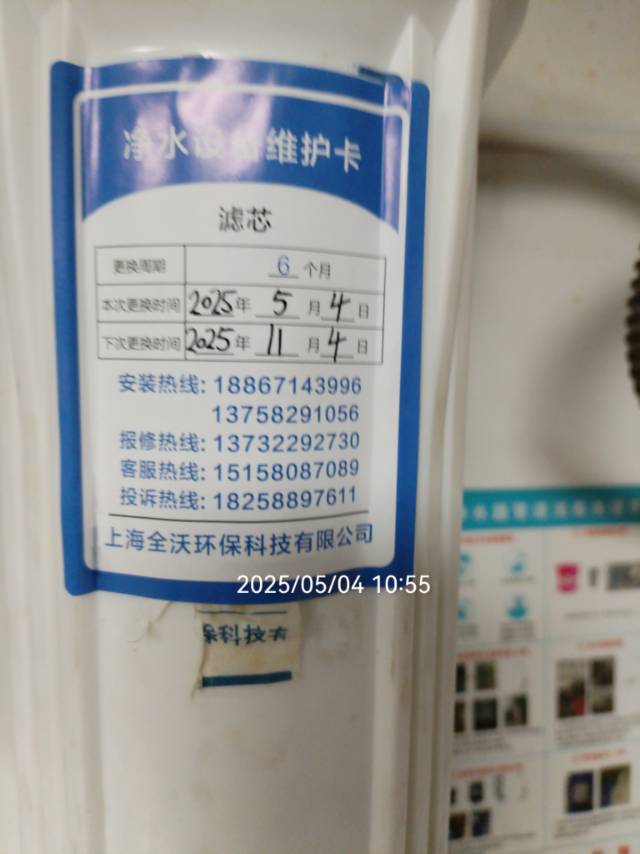 净水设备维护卡
滤芯
更换周期 6 个月
本次更换时间 2025年 5 月 4 日
下次更换时间 2025年 11 月 4 日
安装热线: 18867143996
13758291056
报修热线: 13732292730
客服热线: 15158087089
投诉热线: 18258897611
上海全沃环保科技有限公司
2025/05/04 10:55
保科技有